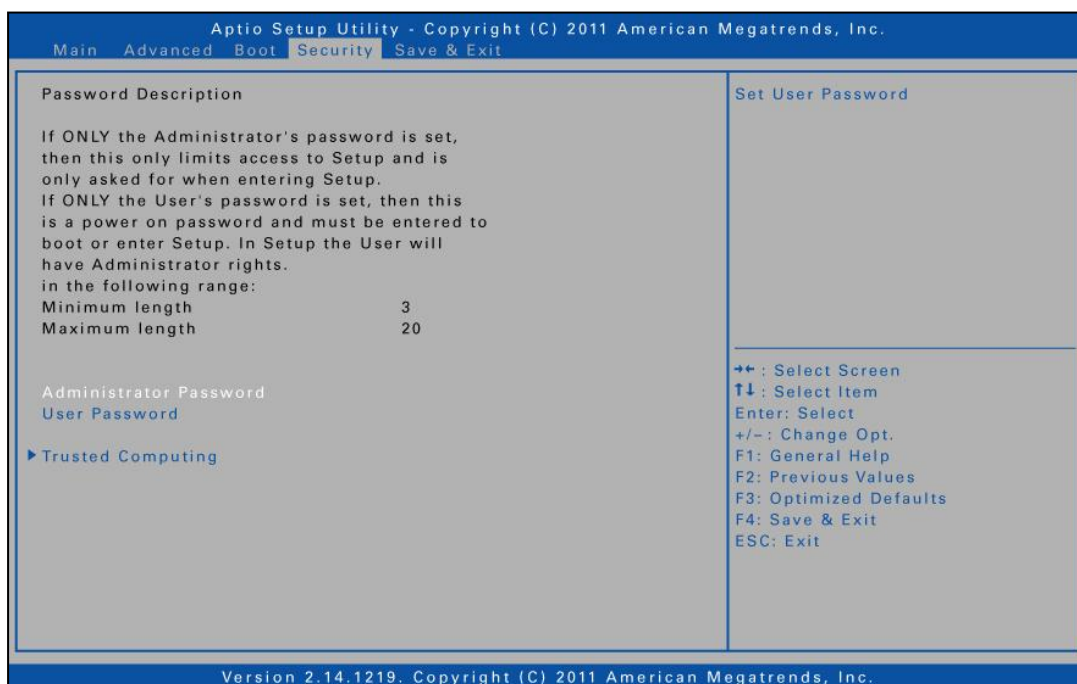 Aptio Setup Utility - Copyright (C) 2011 American Megatrends, Inc.
Main Advanced Boot Security Save & Exit
Password Description
If ONLY the Administrator's password is set,
then this only limits access to Setup and is
only asked for when entering Setup.
If ONLY the User's password is set, then this
is a power on password and must be entered to
boot or enter Setup. In Setup the User will
have Administrator rights.
in the following range:
Minimum length 3
Maximum length 20
Administrator Password
User Password
Trusted Computing
Set User Password
→← : Select Screen
↑↓ : Select Item
Enter: Select
+/– : Change Opt.
F1: General Help
F2: Previous Values
F3: Optimized Defaults
F4: Save & Exit
ESC: Exit
Version 2.14.1219. Copyright (C) 2011 American Megatrends, Inc.